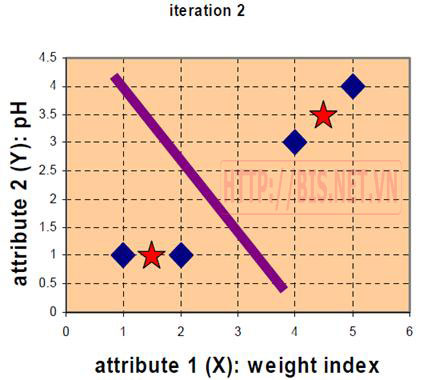 iteration 2
attribute 2 (Y): pH
4.5
4
3.5
3
2.5
2
1.5
1
0.5
0
HTTP://BIS.NET.VN
0 1 2 3 4 5 6
attribute 1 (X): weight index